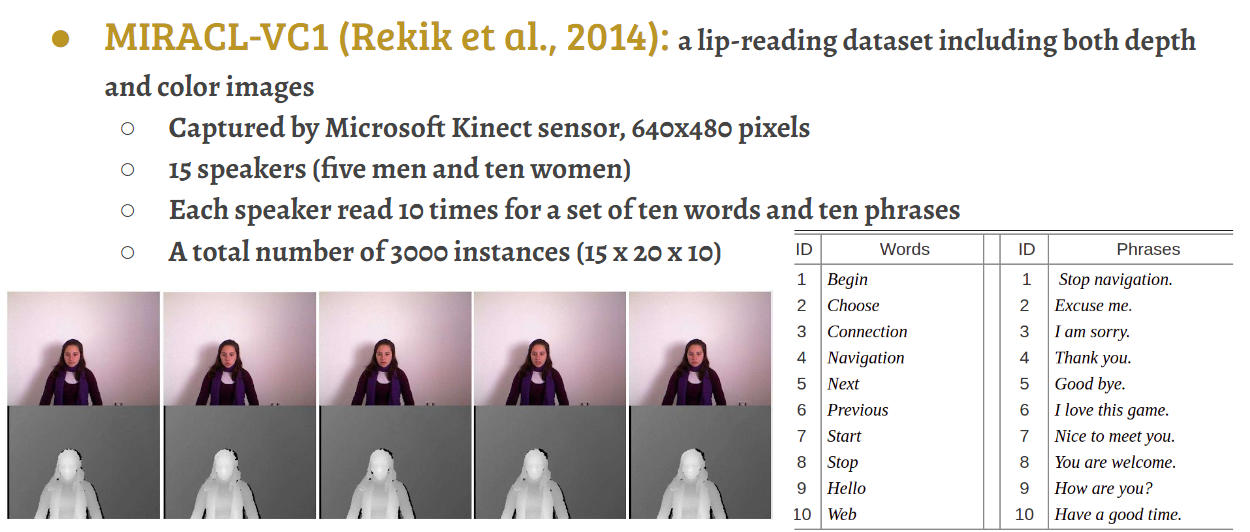 ● MIRACL-VC1 (Rekik et al., 2014): a lip-reading dataset including both depth
and color images
○ Captured by Microsoft Kinect sensor, 640x480 pixels
○ 15 speakers (five men and ten women)
○ Each speaker read 10 times for a set of ten words and ten phrases
○ A total number of 3000 instances (15 x 20 x 10)
ID Words ID Phrases
1 Begin 1 Stop navigation.
2 Choose 2 Excuse me.
3 Connection 3 I am sorry.
4 Navigation 4 Thank you.
5 Next 5 Good bye.
6 Previous 6 I love this game.
7 Start 7 Nice to meet you.
8 Stop 8 You are welcome.
9 Hello 9 How are you?
10 Web 10 Have a good time.